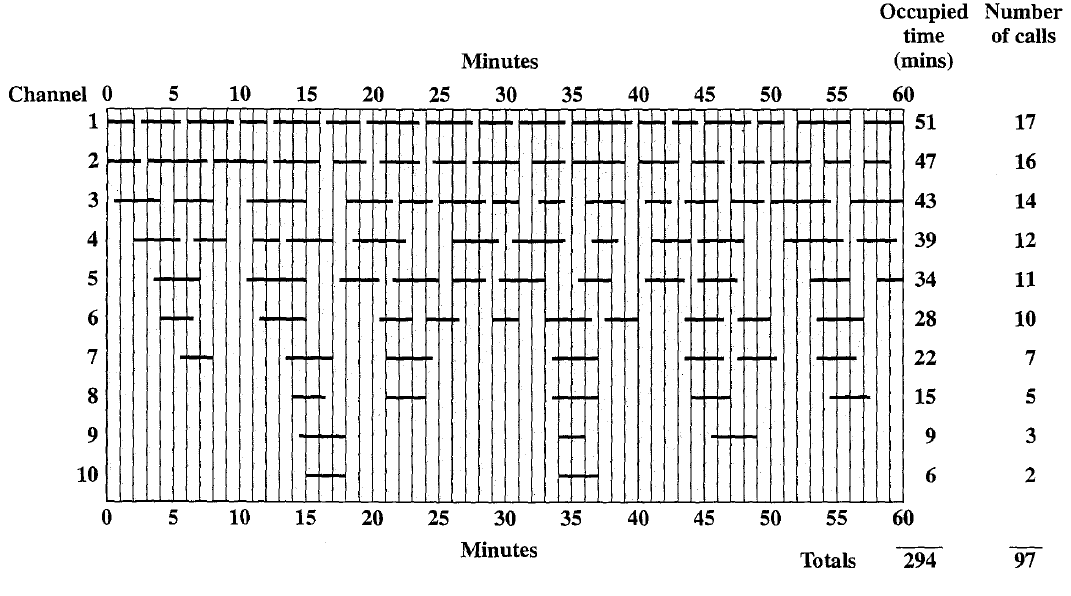 Occupied Number
time of calls
Minutes (mins)
Channel 0 5 10 15 20 25 30 35 40 45 50 55 60
1 51 17
2 47 16
3 43 14
4 39 12
5 34 11
6 28 10
7 22 7
8 15 5
9 9 3
10 6 2
0 5 10 15 20 25 30 35 40 45 50 55 60
Minutes
Totals 294 97